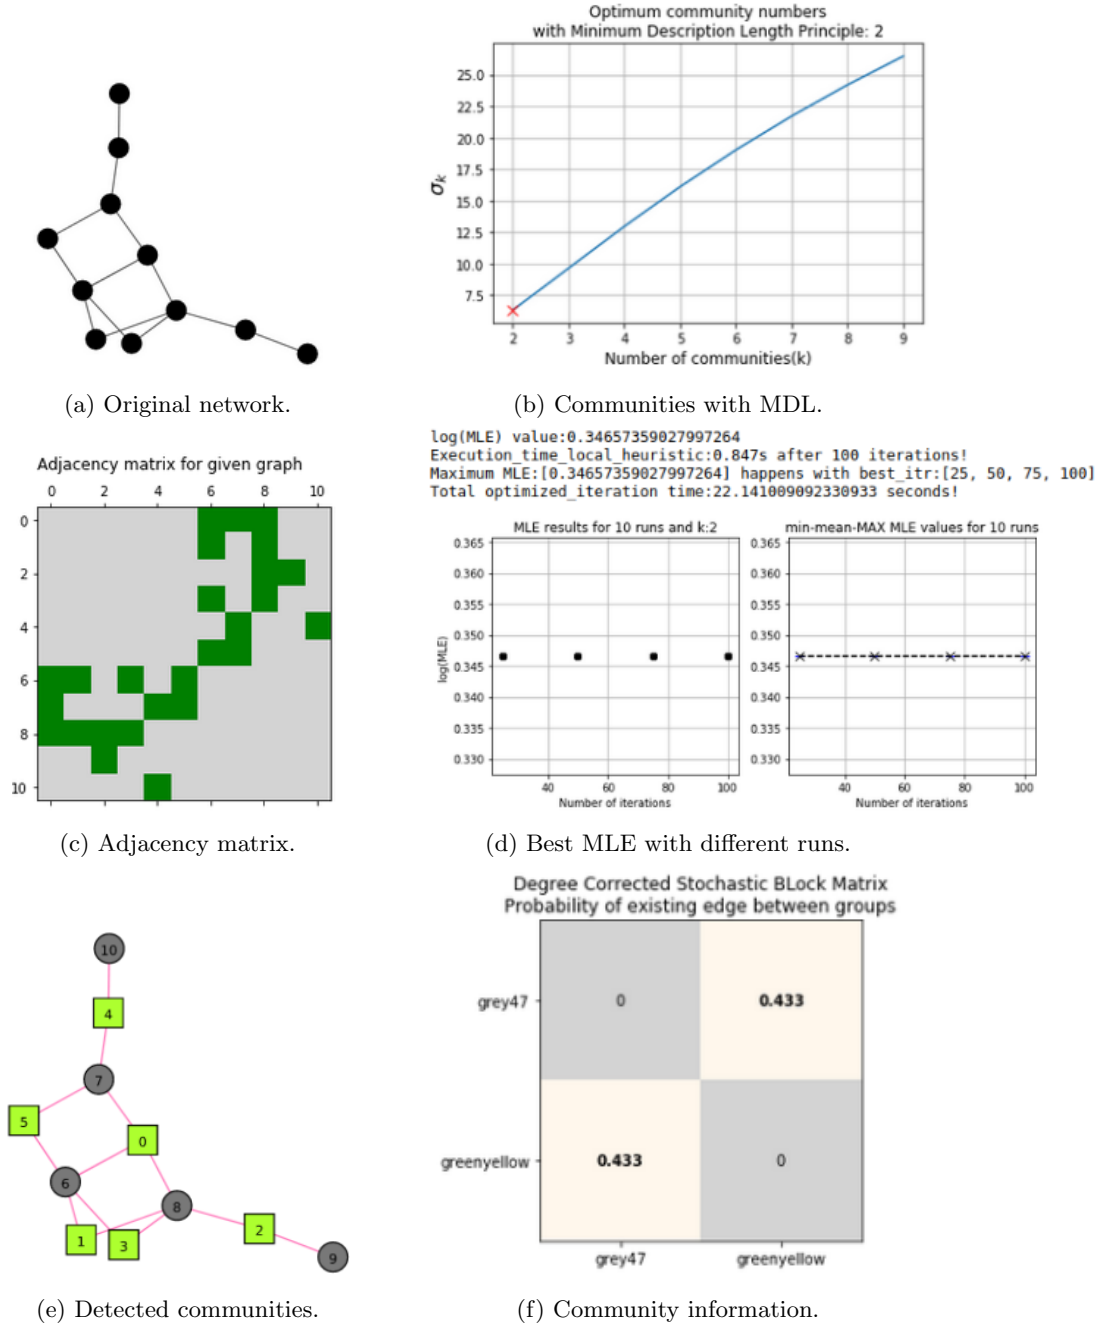 Optimum community numbers
with Minimum Description Length Principle: 2
25.0
22.5
20.0
17.5
15.0
12.5
10.0
7.5
σk
2 3 4 5 6 7 8 9
Number of communities(k)
(a) Original network.
(b) Communities with MDL.
Adjacency matrix for given graph
0 2 4 6 8 10
0
2
4
6
8
10
(c) Adjacency matrix.
log(MLE) value:0.34657359027997264
Execution_time_local_heuristic:0.847s after 100 iterations!
Maximum MLE:[0.34657359027997264] happens with best_itr:[25, 50, 75, 100]
Total optimized_iteration time:22.141009092330933 seconds!
MLE results for 10 runs and k:2
0.365
0.360
0.355
0.350
0.345
0.340
0.335
0.330
log(MLE)
40 60 80 100
Number of iterations
min-mean-MAX MLE values for 10 runs
0.365
0.360
0.355
0.350
0.345
0.340
0.335
0.330
40 60 80 100
Number of iterations
(d) Best MLE with different runs.
10
4
7
5
0
6
8
1
3
2
9
(e) Detected communities.
Degree Corrected Stochastic BLock Matrix
Probability of existing edge between groups
grey47
0 0.433
greenyellow
0.433 0
grey47 greenyellow
(f) Community information.